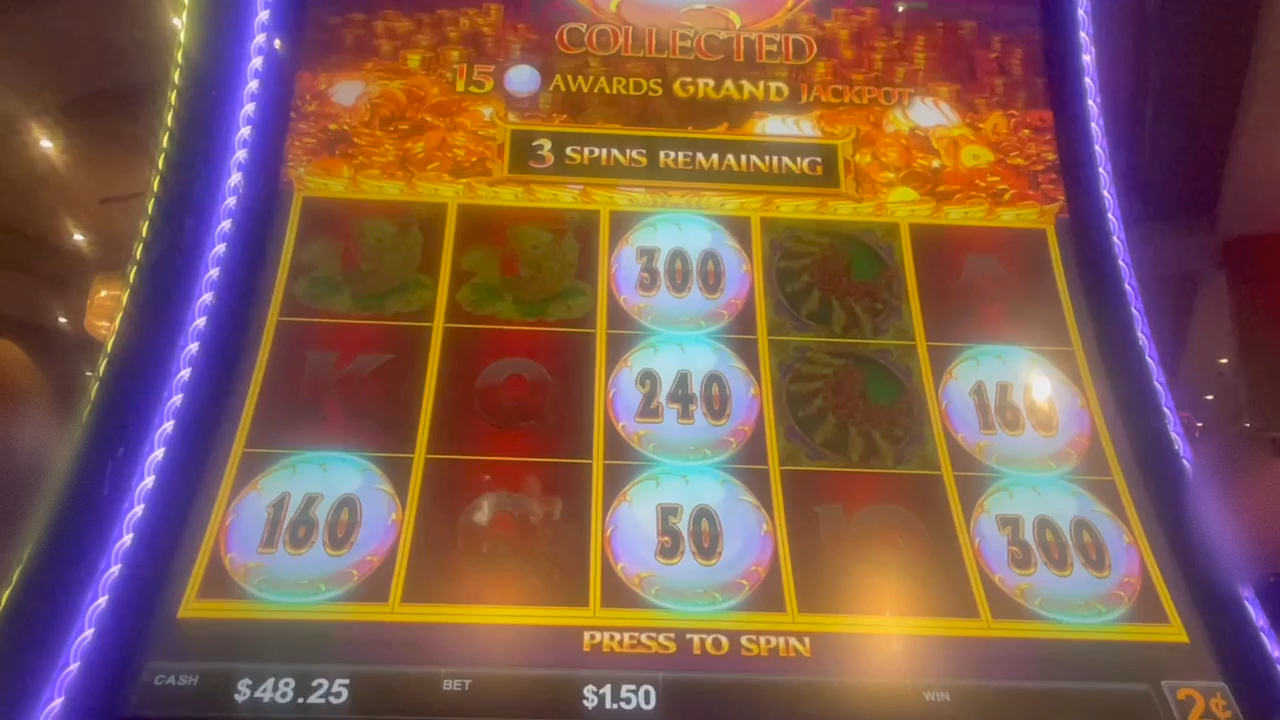 COLLECTED
15 AWARDS GRAND JACKPOT
3 SPINS REMAINING
300
K Q 240 160
160 50 300
PRESS TO SPIN
CASH $48.25 BET $1.50 WIN
2¢